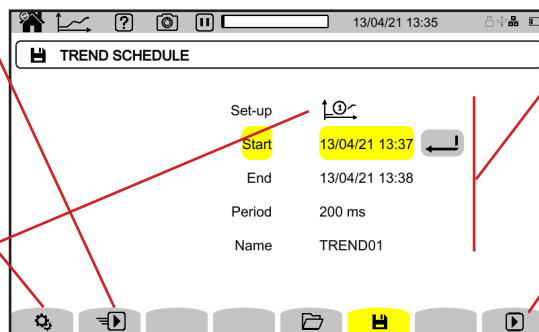 ? 13/04/21 13:35
TREND SCHEDULE
Set-up 1
Start 13/04/21 13:37
End 13/04/21 13:38
Period 200 ms
Name TREND01